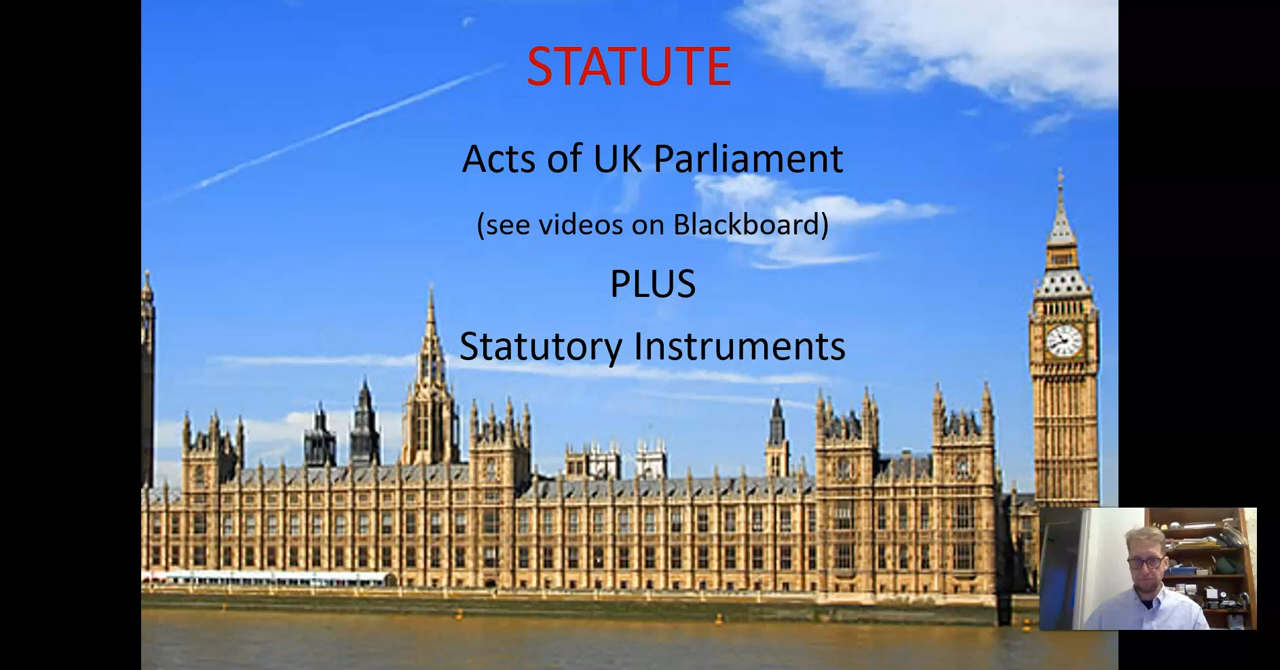 STATUTE
Acts of UK Parliament
(see videos on Blackboard)
PLUS
Statutory Instruments